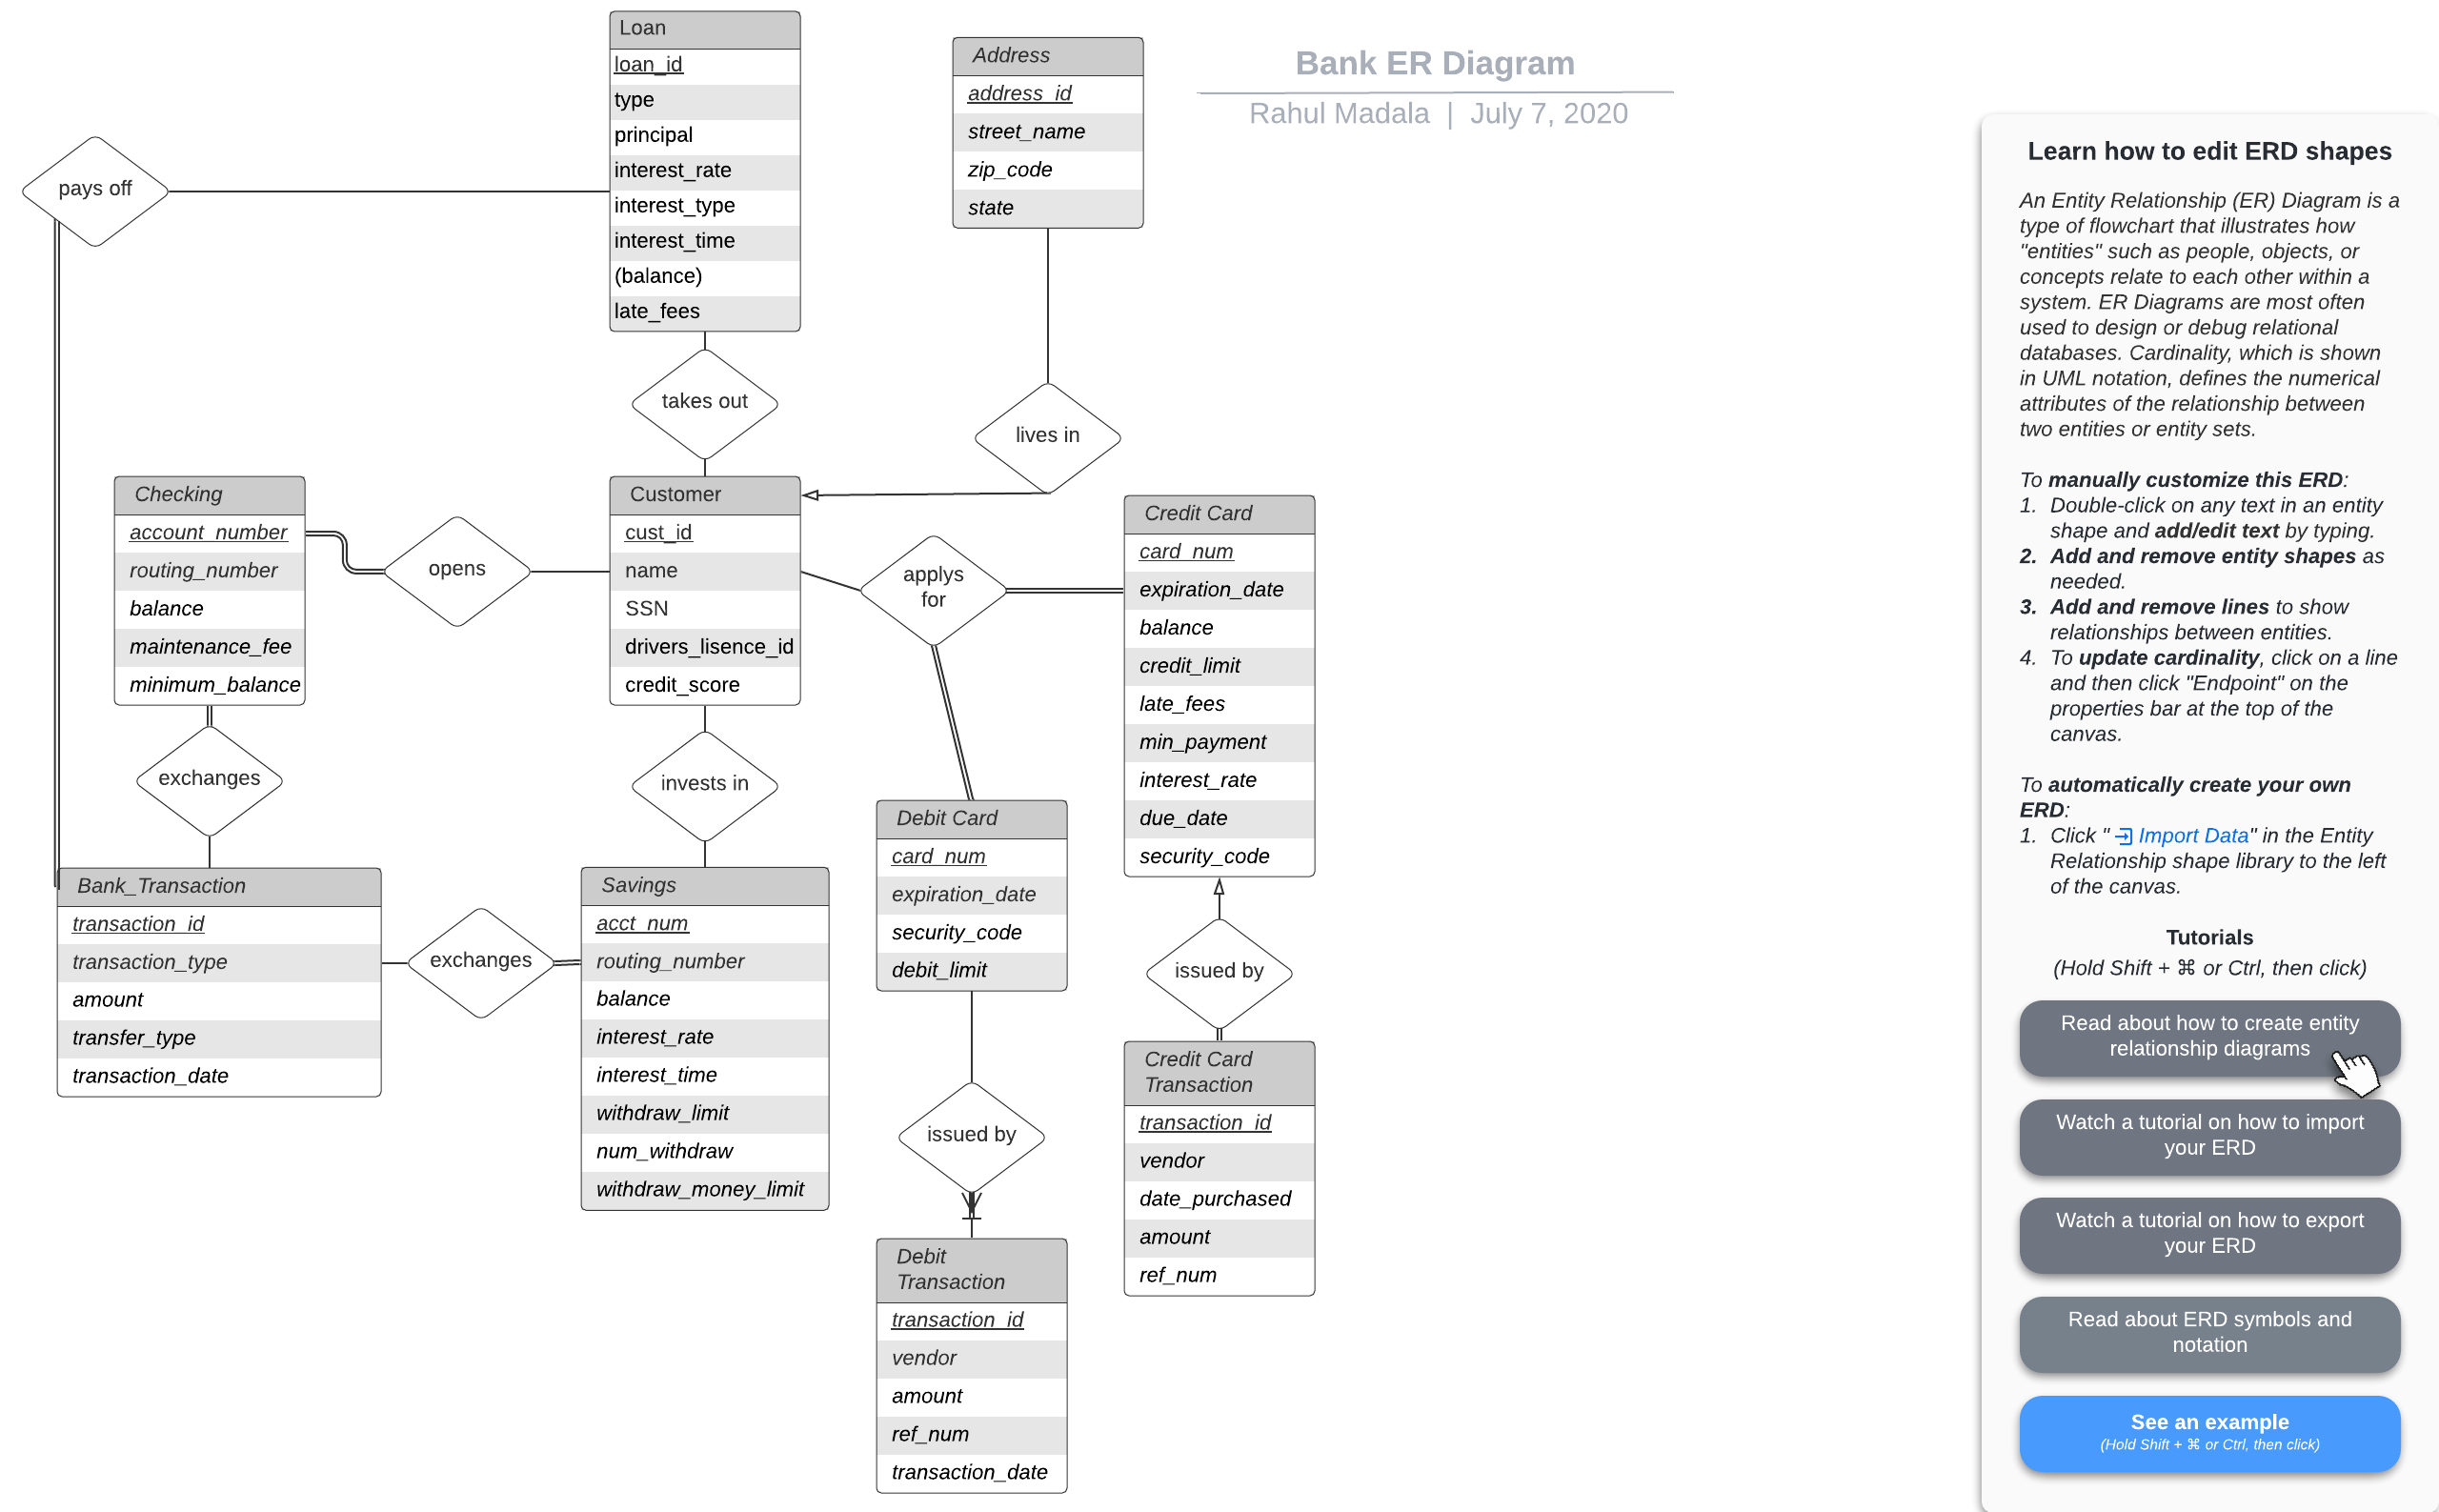 Bank ER Diagram
Rahul Madala | July 7, 2020
Loan
loan_id
type
principal
interest_rate
interest_type
interest_time
(balance)
late_fees
Address
address_id
street_name
zip_code
state
pays off
takes out
lives in
Checking
account_number
routing_number
balance
maintenance_fee
minimum_balance
opens
Customer
cust_id
name
SSN
drivers_lisence_id
credit_score
applys
for
Credit Card
card_num
expiration_date
balance
credit_limit
late_fees
min_payment
interest_rate
due_date
security_code
exchanges
invests in
Debit Card
card_num
expiration_date
security_code
debit_limit
Bank_Transaction
transaction_id
transaction_type
amount
transfer_type
transaction_date
exchanges
Savings
acct_num
routing_number
balance
interest_rate
interest_time
withdraw_limit
num_withdraw
withdraw_money_limit
issued by
issued by
Credit Card
Transaction
transaction_id
vendor
date_purchased
amount
ref_num
Debit
Transaction
transaction_id
vendor
amount
ref_num
transaction_date
Learn how to edit ERD shapes
An Entity Relationship (ER) Diagram is a
type of flowchart that illustrates how
"entities" such as people, objects, or
concepts relate to each other within a
system. ER Diagrams are most often
used to design or debug relational
databases. Cardinality, which is shown
in UML notation, defines the numerical
attributes of the relationship between
two entities or entity sets.
To manually customize this ERD:
1. Double-click on any text in an entity
shape and add/edit text by typing.
2. Add and remove entity shapes as
needed.
3. Add and remove lines to show
relationships between entities.
4. To update cardinality, click on a line
and then click "Endpoint" on the
properties bar at the top of the
canvas.
To automatically create your own
ERD:
1. Click " Import Data" in the Entity
Relationship shape library to the left
of the canvas.
Tutorials
(Hold Shift + ⌘ or Ctrl, then click)
Read about how to create entity
relationship diagrams
Watch a tutorial on how to import
your ERD
Watch a tutorial on how to export
your ERD
Read about ERD symbols and
notation
See an example
(Hold Shift + ⌘ or Ctrl, then click)